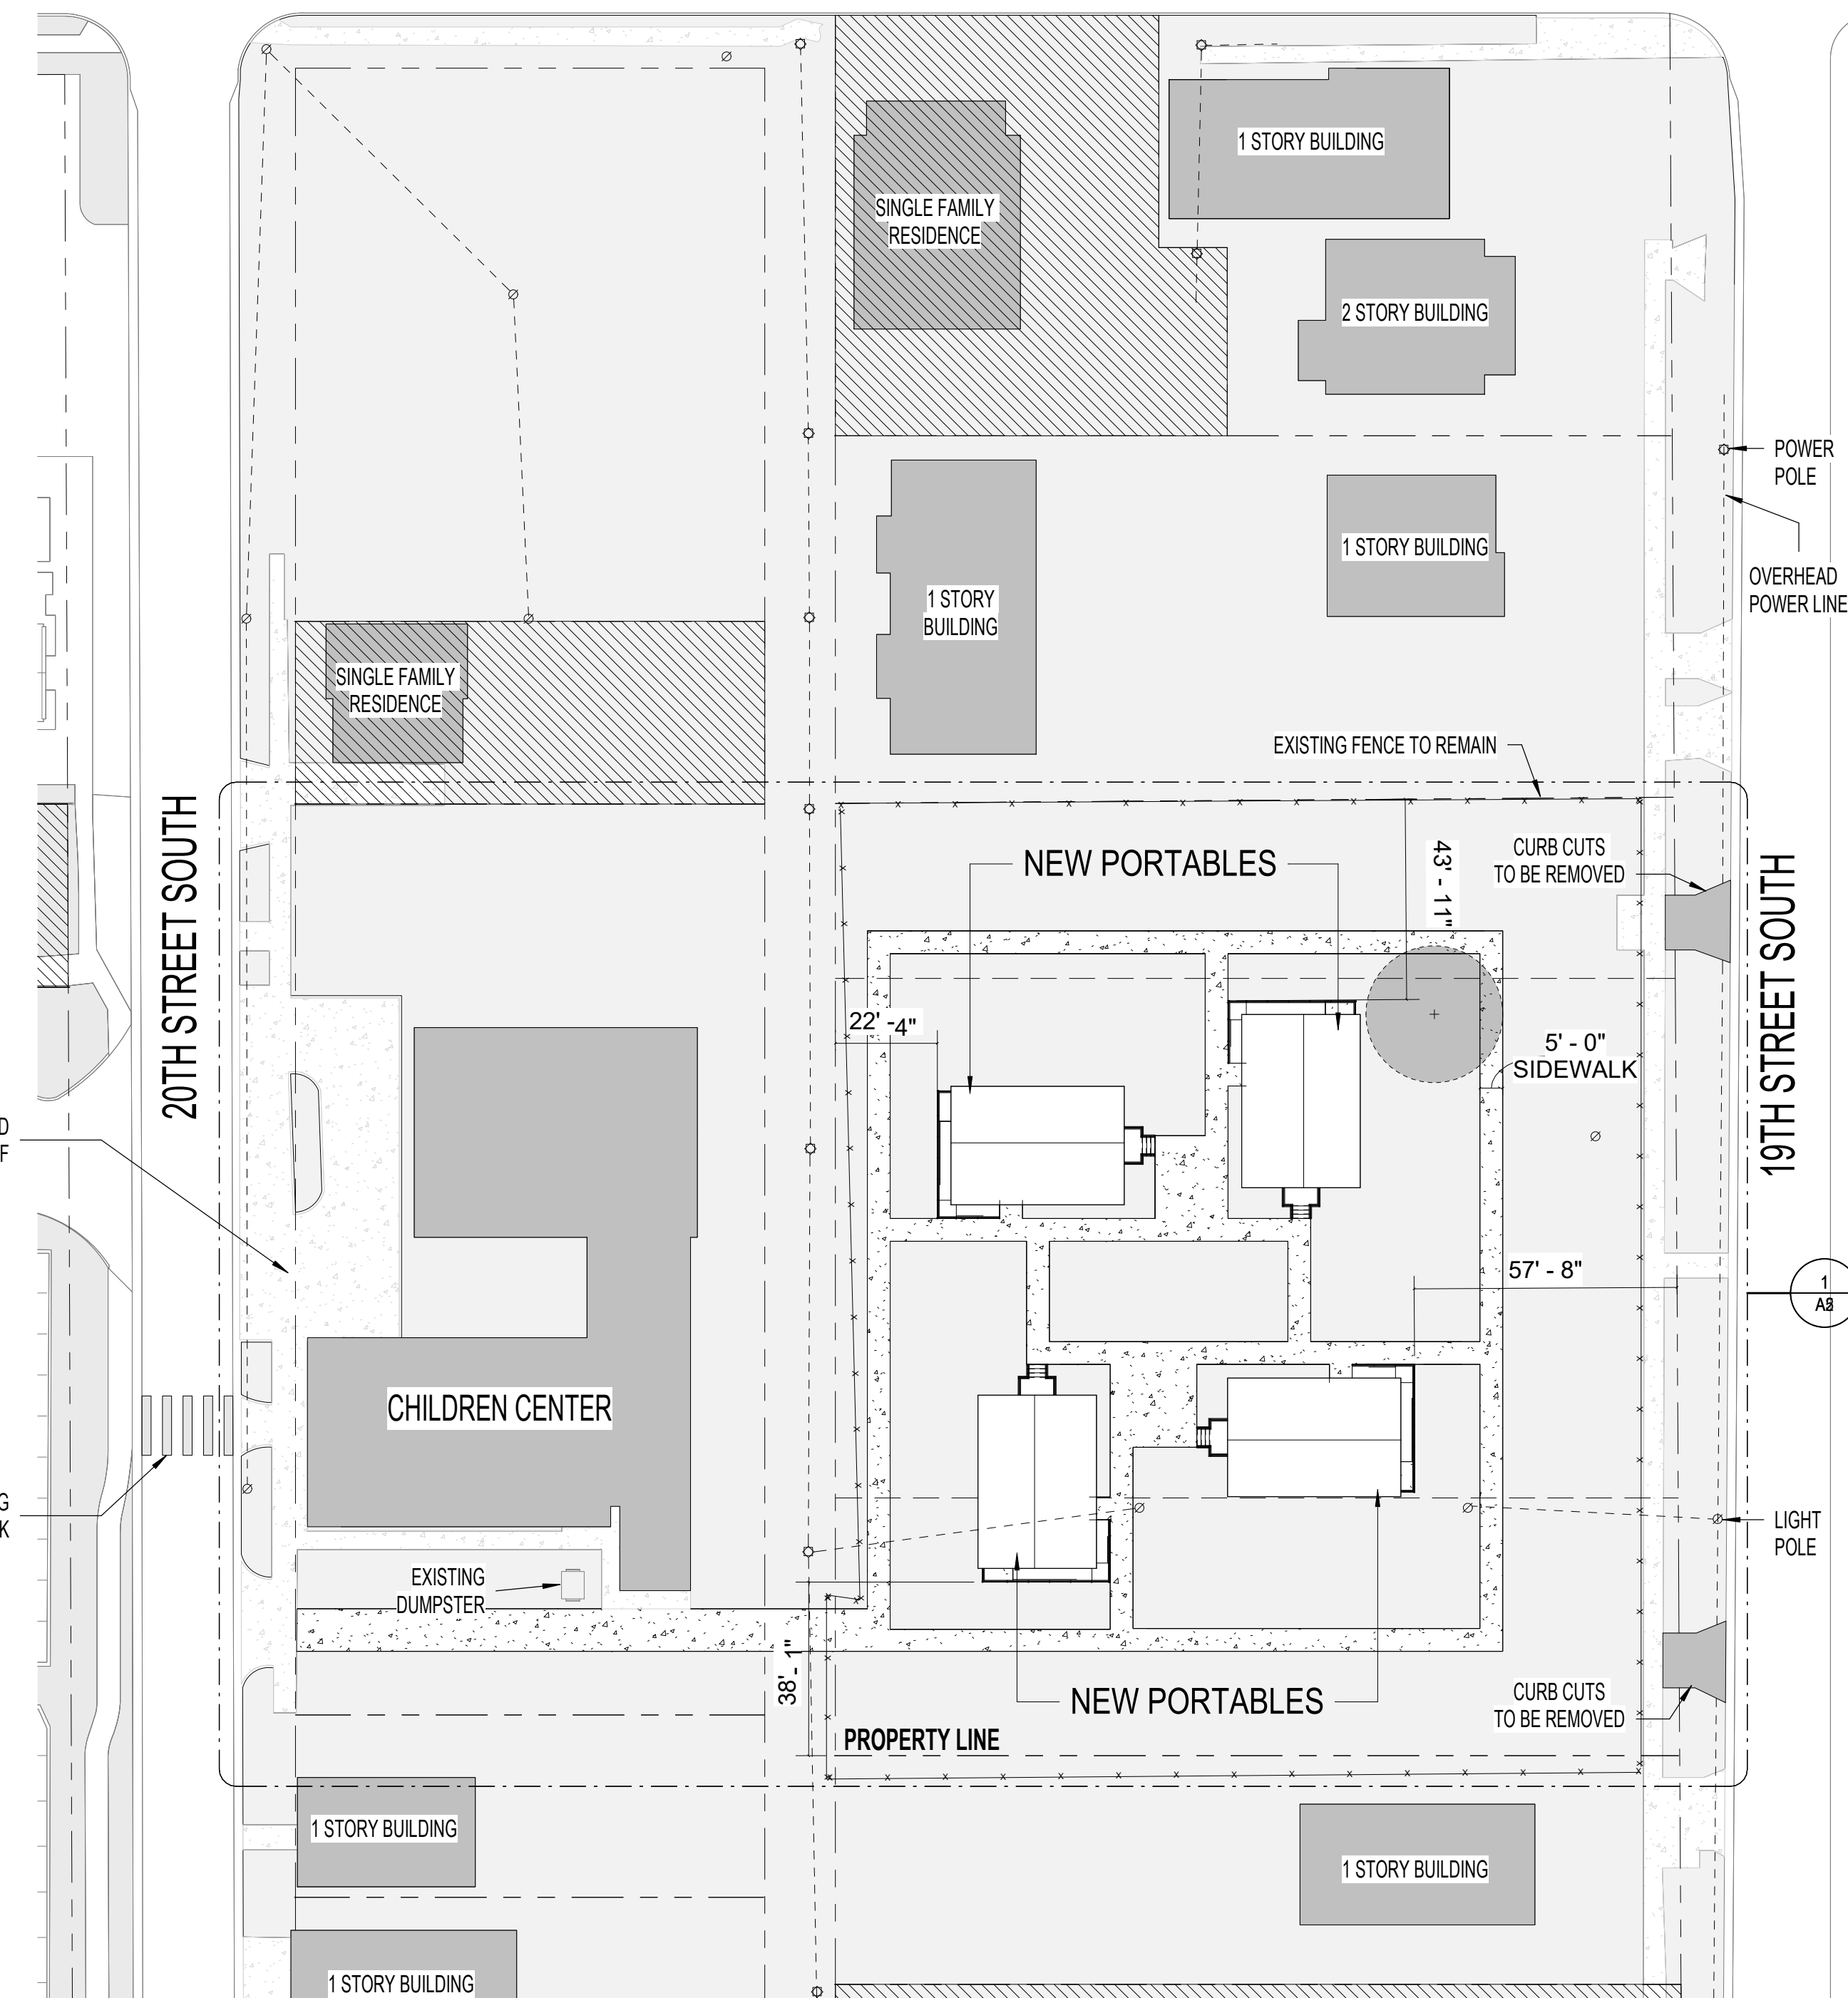 1 STORY BUILDING
SINGLE FAMILY
RESIDENCE
2 STORY BUILDING
POWER
POLE
1 STORY BUILDING
OVERHEAD
POWER LINE
1 STORY
BUILDING
SINGLE FAMILY
RESIDENCE
EXISTING FENCE TO REMAIN
20TH STREET SOUTH
NEW PORTABLES
43' - 11"
CURB CUTS
TO BE REMOVED
19TH STREET SOUTH
22' -4"
5' - 0"
SIDEWALK
D
F
57' - 8"
1
CHILDREN CENTER
G
K
LIGHT
POLE
EXISTING
DUMPSTER
38'- 1"
NEW PORTABLES
CURB CUTS
TO BE REMOVED
PROPERTY LINE
1 STORY BUILDING
1 STORY BUILDING
1 STORY BUILDING